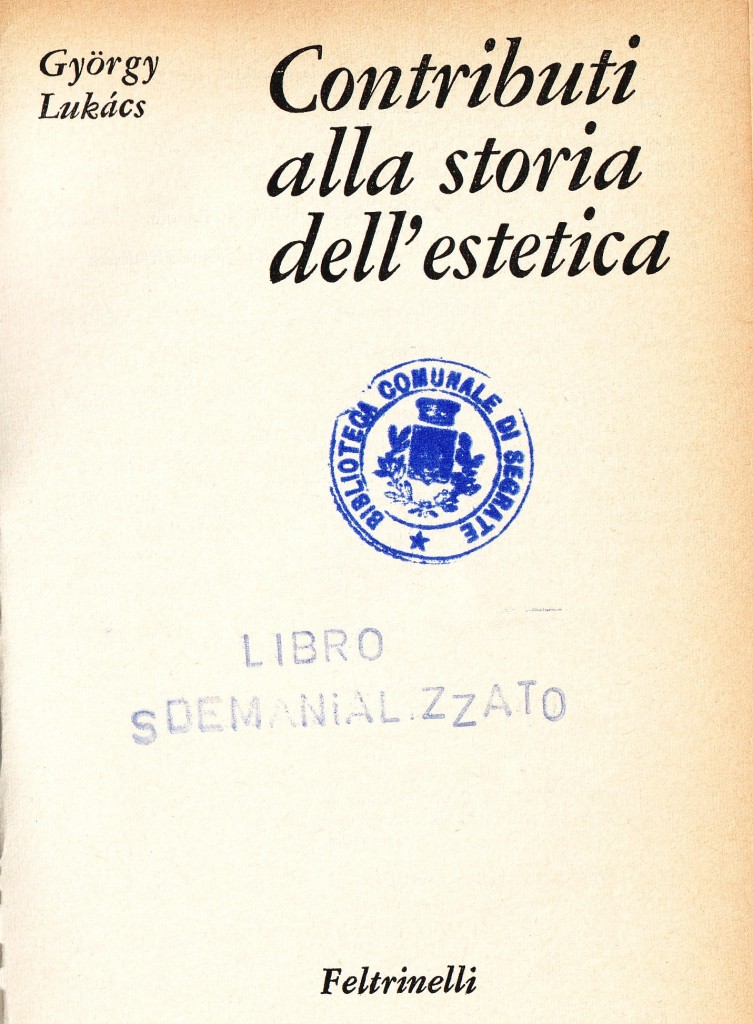 György
Lukács
Contributi
alla storia
dell'estetica
BIBLIOTECA COMUNALE DI SEGRATE
LIBRO
SDEMANiALiZZATO
Feltrinelli